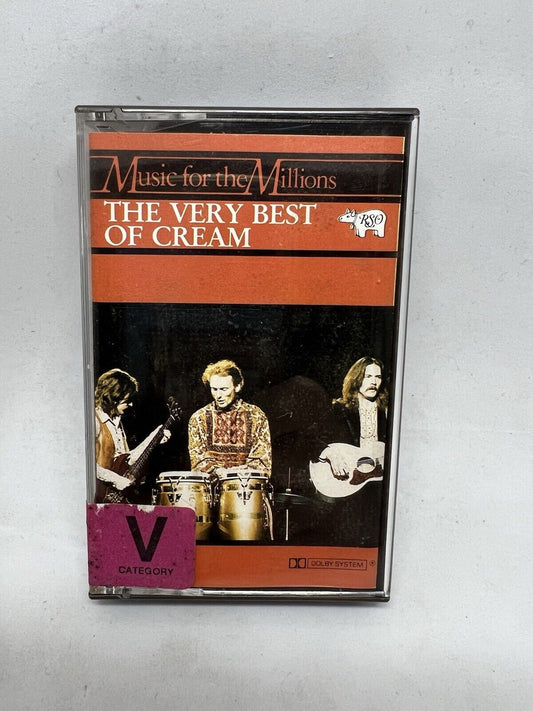 Music for the Millions
THE VERY BEST
OF CREAM
RSO
V
CATEGORY
DOLBY SYSTEM